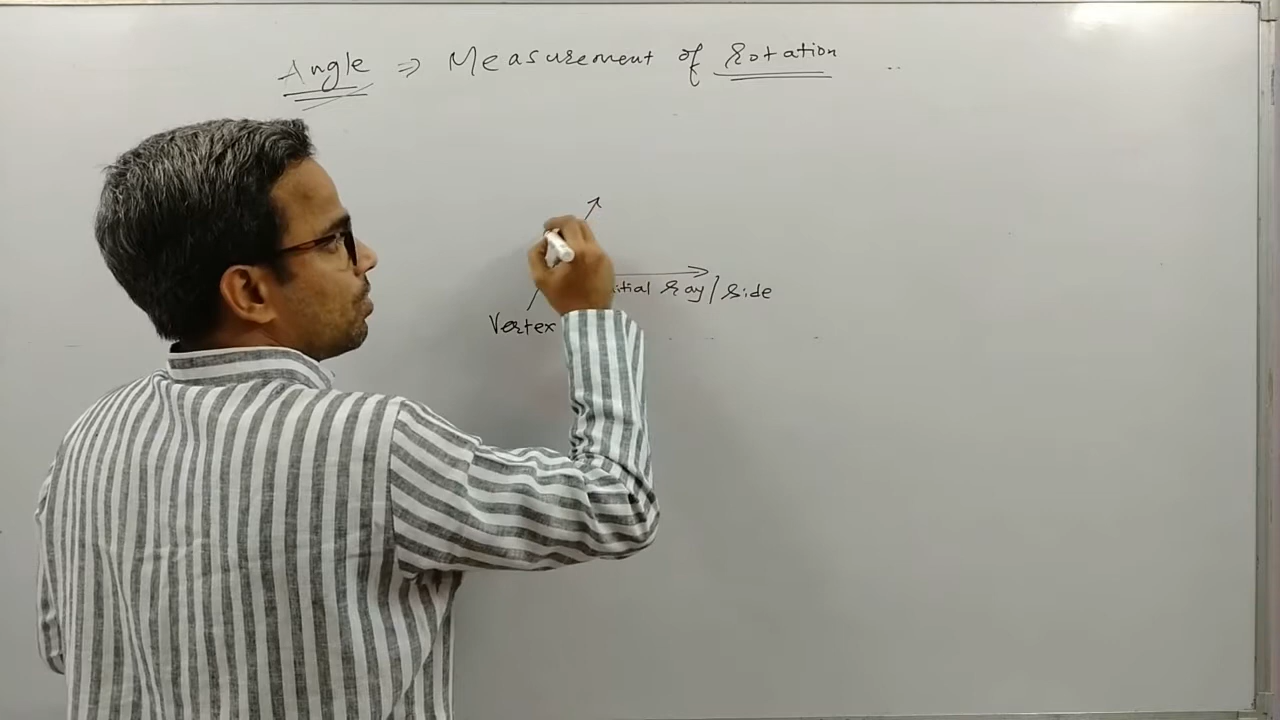 Angle ⇒ Measurement of Rotation
itial Ray/Side
Vertex